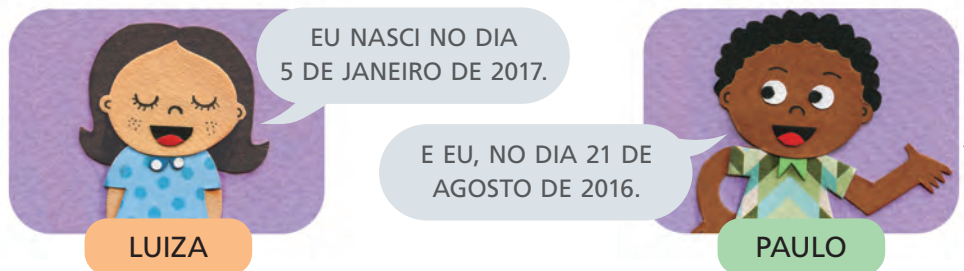 EU NASCI NO DIA
5 DE JANEIRO DE 2017.
E EU, NO DIA 21 DE
AGOSTO DE 2016.
LUIZA
PAULO